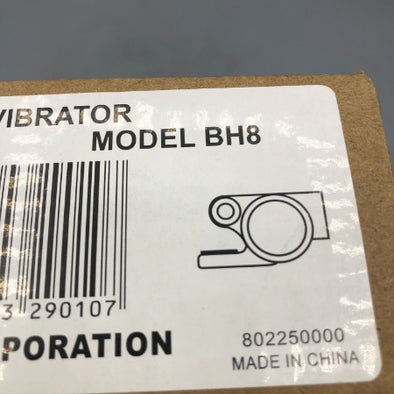 VIBRATOR
MODEL BH8
3 290107
PORATION
802250000
MADE IN CHINA